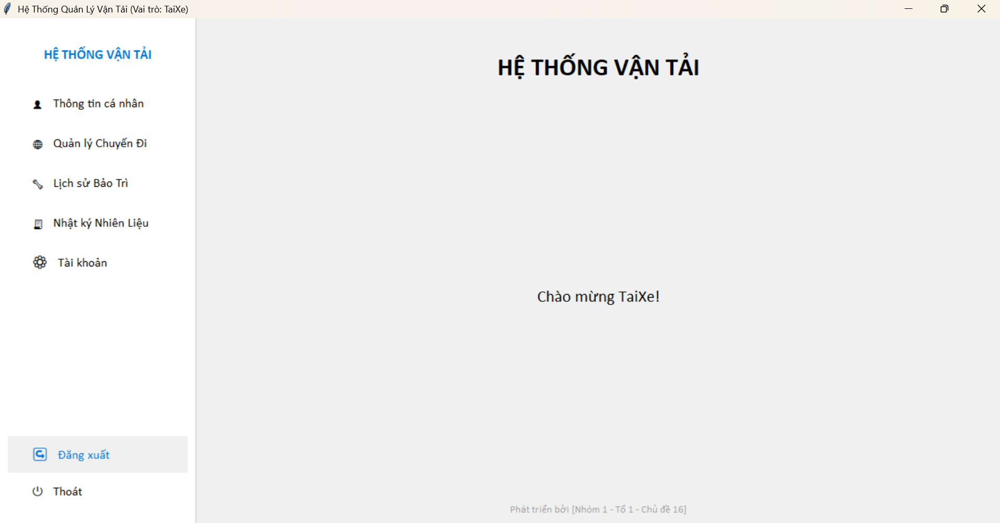 Hệ Thống Quản Lý Vận Tải (Vai trò: TaiXe)
HỆ THỐNG VẬN TẢI
Thông tin cá nhân
Quản lý Chuyến Đi
Lịch sử Bảo Trì
Nhật ký Nhiên Liệu
Tài khoản
Đăng xuất
Thoát
HỆ THỐNG VẬN TẢI
Chào mừng TaiXe!
Phát triển bởi [Nhóm 1 - Tổ 1 - Chủ đề 16]